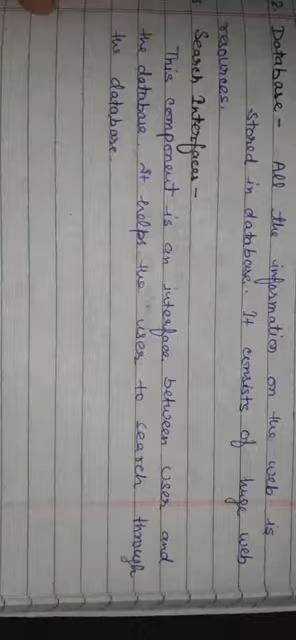 2. Database - All the information on the web is
stored in database. It consists of huge web
resources.
Search Interfaces -
This component is an interface between user and
the database. It helps the user to search through
the database.